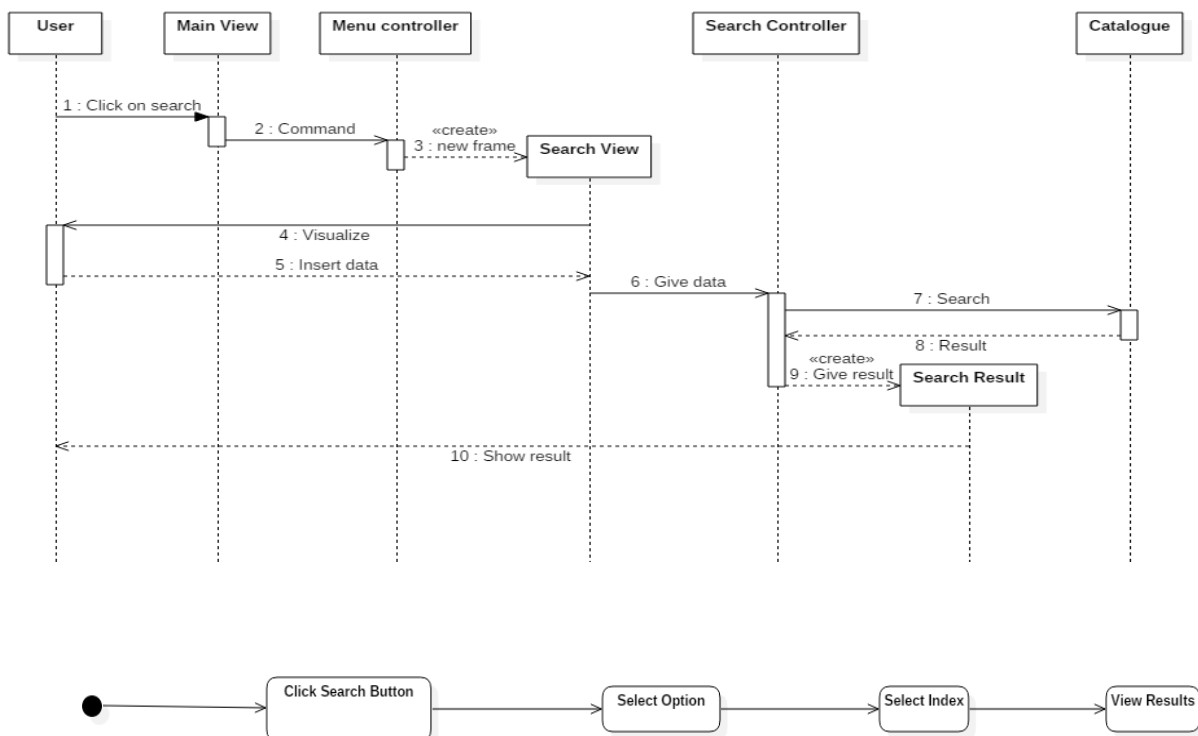 User
Main View
Menu controller
Search Controller
Catalogue
1 : Click on search
2 : Command
«create»
3 : new frame
Search View
4 : Visualize
5 : Insert data
6 : Give data
7 : Search
8 : Result
«create»
9 : Give result
Search Result
10 : Show result
Click Search Button
Select Option
Select Index
View Results